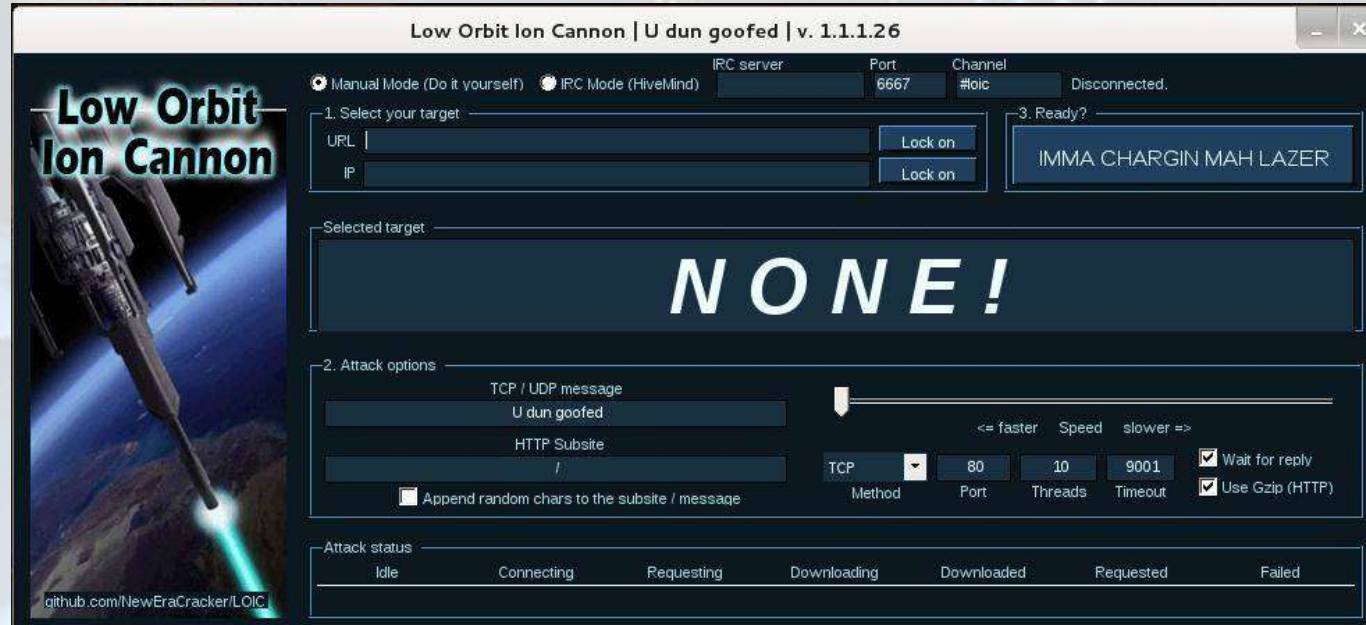 Low Orbit Ion Cannon | U dun goofed | v. 1.1.1.26
Low Orbit
Ion Cannon
github.com/NewEraCracker/LOIC
IRC server Port Channel
Manual Mode (Do it yourself) IRC Mode (HiveMind) 6667 #loic Disconnected.
1. Select your target
URL Lock on
IP Lock on
3. Ready?
IMMA CHARGIN MAH LAZER
Selected target
NONE!
2. Attack options
TCP / UDP message
U dun goofed
HTTP Subsite
/
Append random chars to the subsite / message
<= faster Speed slower =>
TCP 80 10 9001 Wait for reply
Method Port Threads Timeout Use Gzip (HTTP)
Attack status
Idle Connecting Requesting Downloading Downloaded Requested Failed